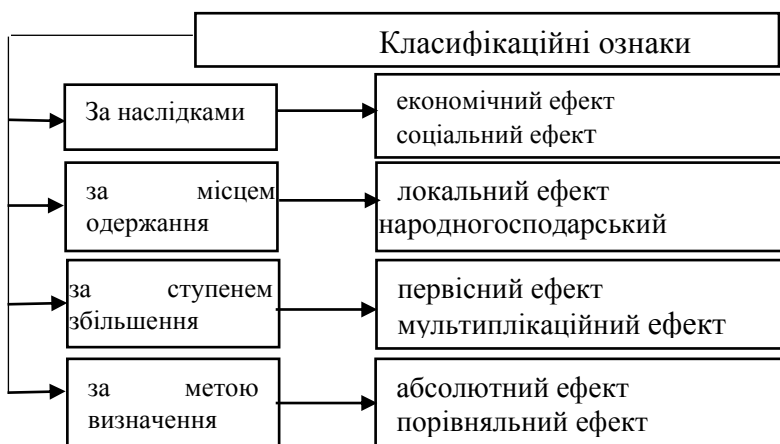 Класифікаційні ознаки
За наслідками
економічний ефект
соціальний ефект
за місцем
одержання
локальний ефект
народногосподарський
за ступенем
збільшення
первісний ефект
мультиплікаційний ефект
за метою
визначення
абсолютний ефект
порівняльний ефект